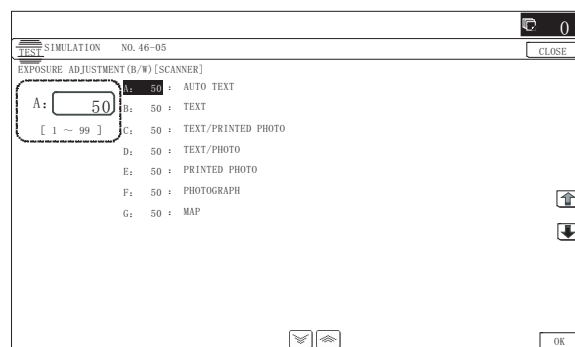 0
TEST SIMULATION NO. 46-05
CLOSE
EXPOSURE ADJUSTMENT(B/W)[SCANNER]
A: 50
[ 1 ~ 99 ]
A: 50 : AUTO TEXT
B: 50 : TEXT
C: 50 : TEXT/PRINTED PHOTO
D: 50 : TEXT/PHOTO
E: 50 : PRINTED PHOTO
F: 50 : PHOTOGRAPH
G: 50 : MAP
OK